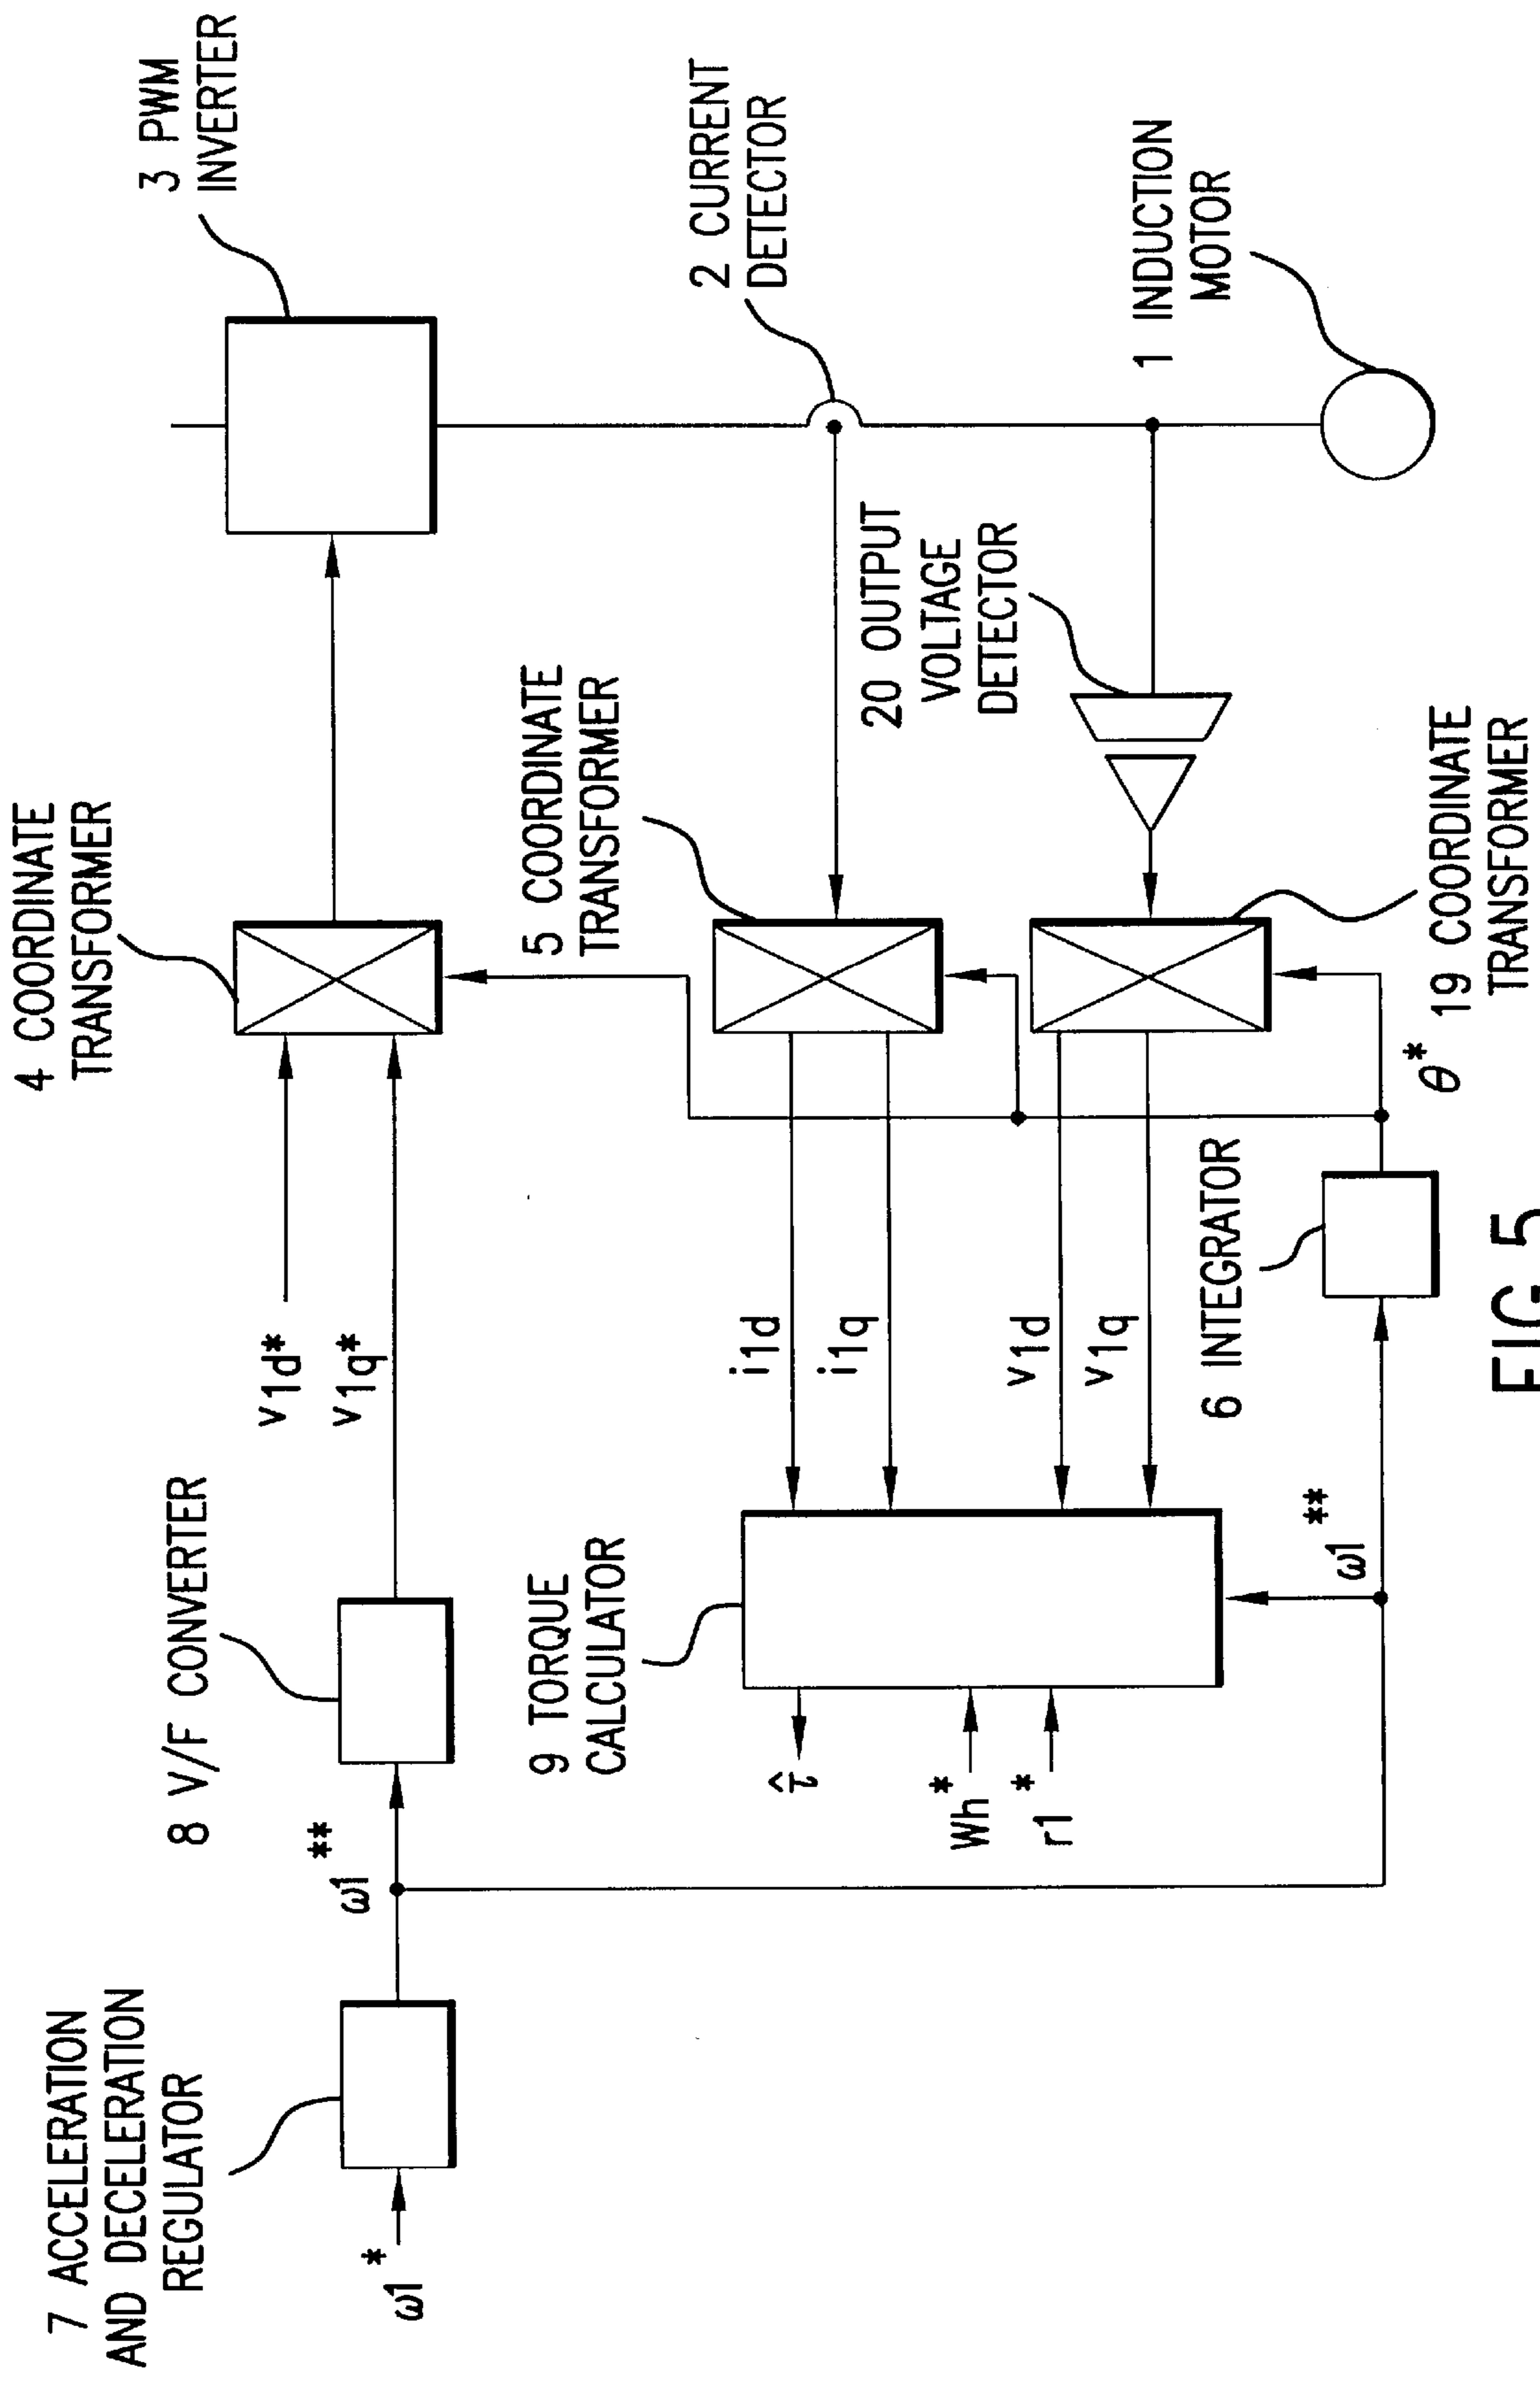 7 ACCELERATION
AND DECELERATION
REGULATOR
ω1*
ω1**
8 V/F CONVERTER
v1d*
v1q*
4 COORDINATE
TRANSFORMER
3 PWM
INVERTER
9 TORQUE
CALCULATOR
τ̂
Wh*
r1*
i1d
i1q
v1d
v1q
5 COORDINATE
TRANSFORMER
2 CURRENT
DETECTOR
20 OUTPUT
VOLTAGE
DETECTOR
1 INDUCTION
MOTOR
ω1**
6 INTEGRATOR
θ*
19 COORDINATE
TRANSFORMER
FIG.5